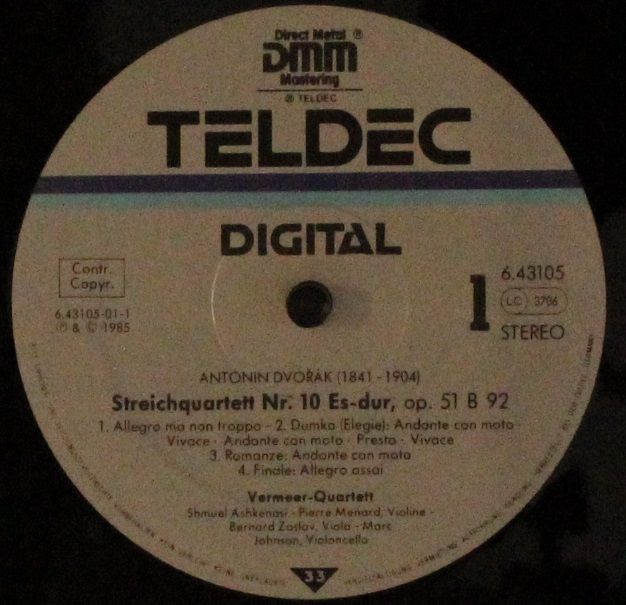 Direct Metal ®
DMM
Mastering
® TELDEC
TELDEC
DIGITAL
Contr.
Copyr.
6.43105-01-1
℗ & © 1985
1
6.43105
LC 3706
STEREO
ANTONIN DVOŘÁK (1841 - 1904)
Streichquartett Nr. 10 Es-dur, op. 51 B 92
1. Allegro ma non troppo - 2. Dumka (Elegie): Andante con moto -
Vivace - Andante con moto - Presto - Vivace
3. Romanze: Andante con moto
4. Finale: Allegro assai
Vermeer-Quartett
Shmuel Ashkenasi - Pierre Menard, Violine -
Bernard Zaslav, Viola - Marc
Johnson, Violoncello
33